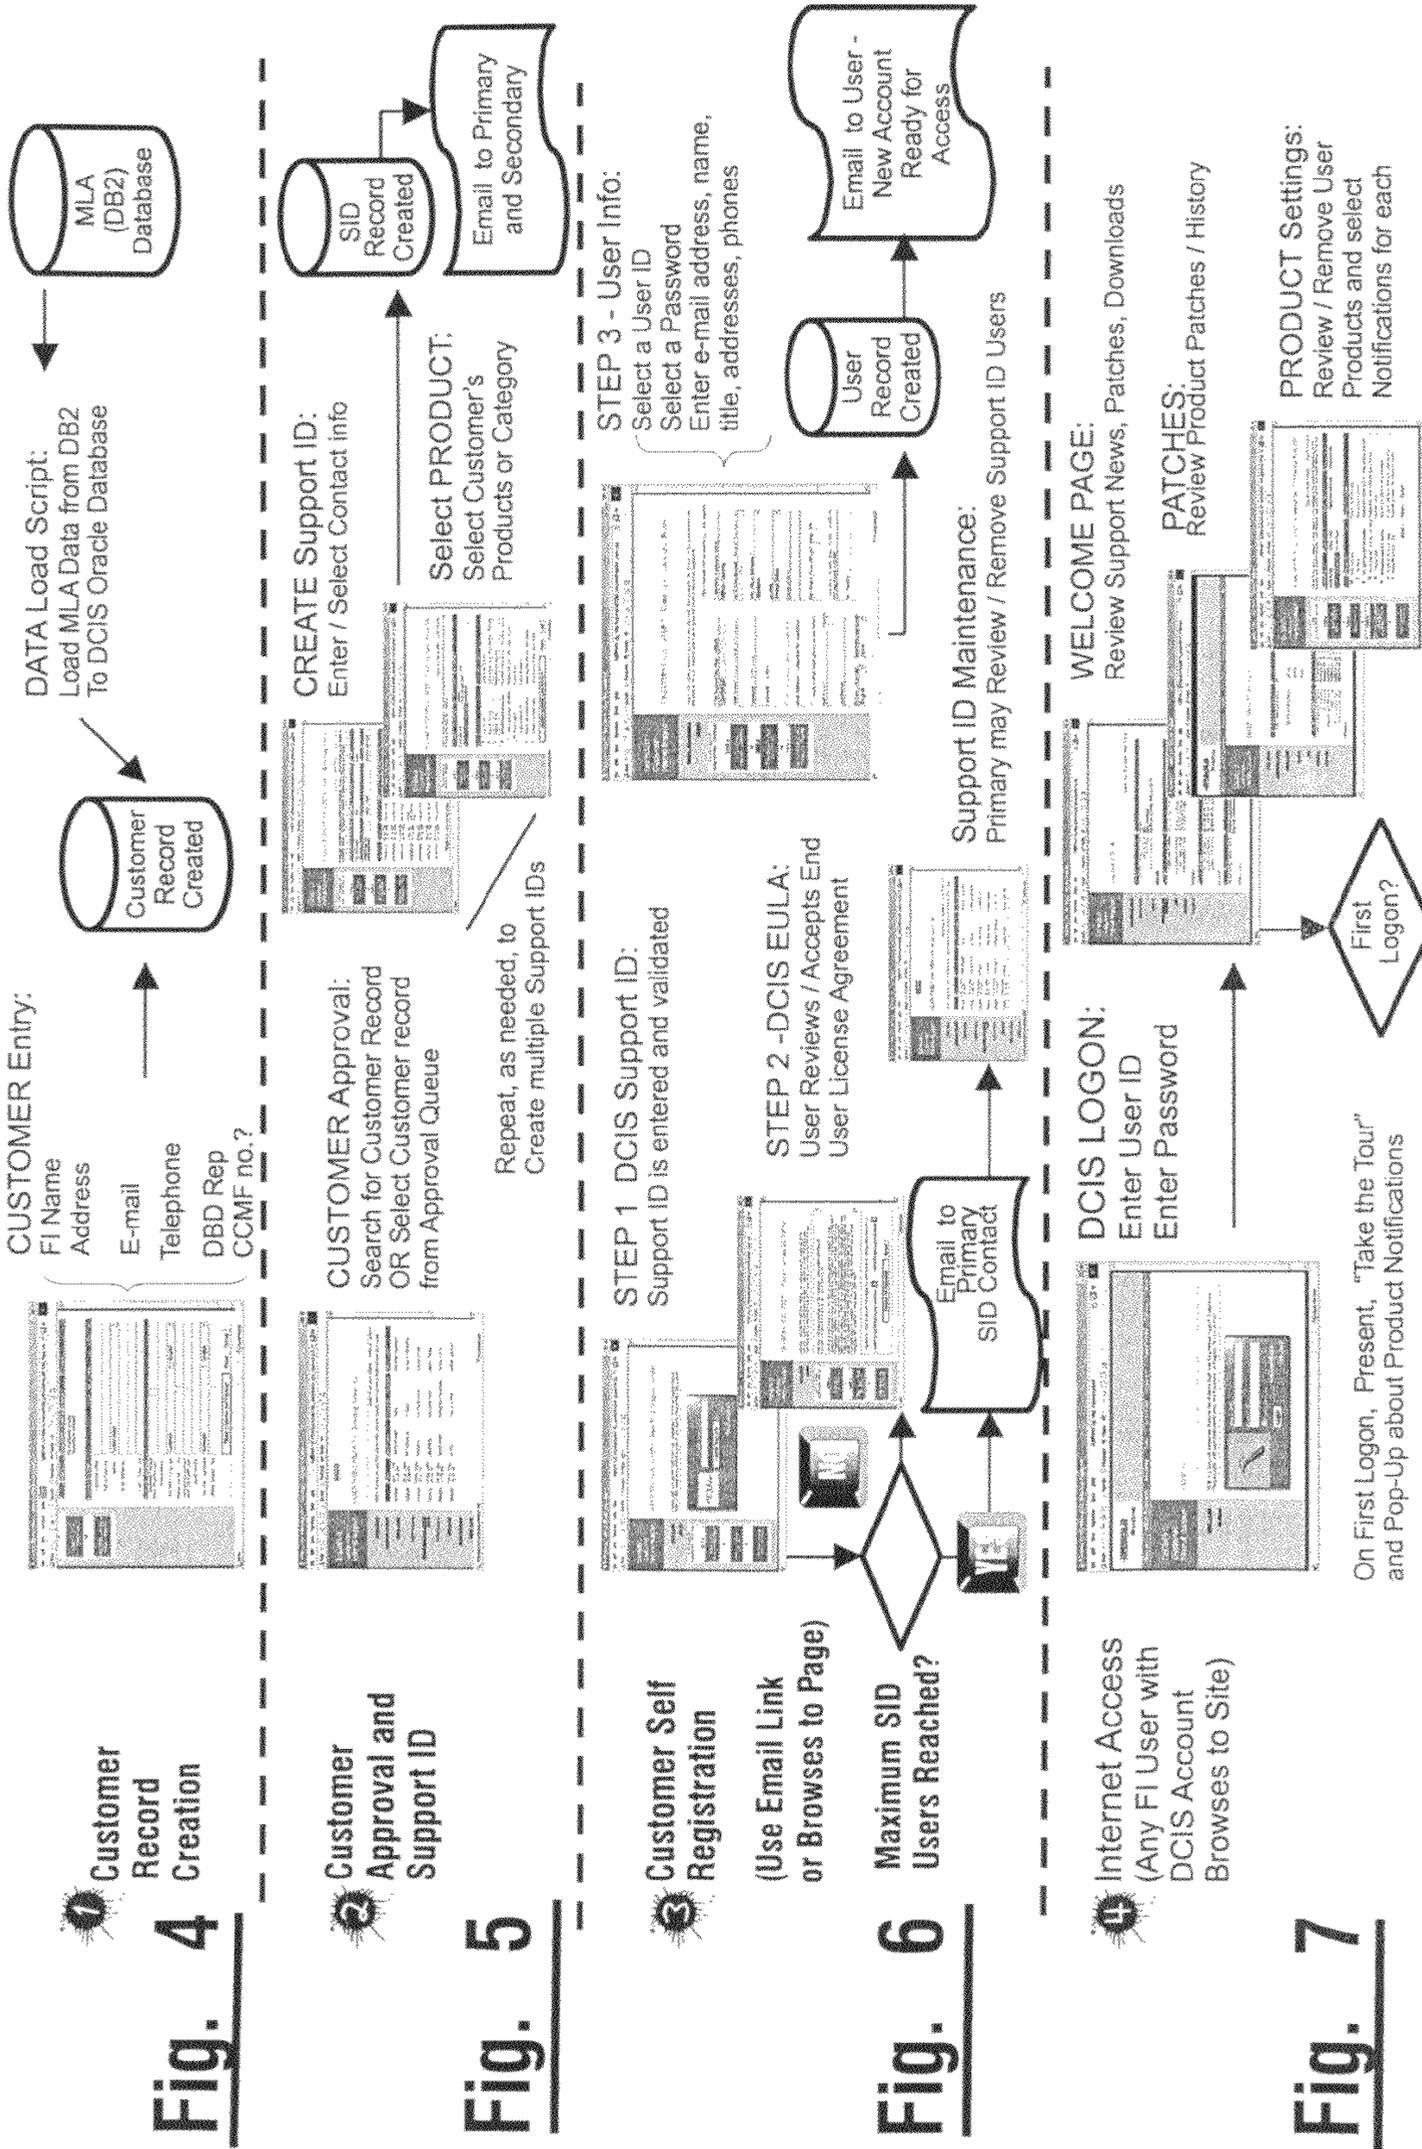 Fig. 4
1
Customer
Record
Creation
CUSTOMER Entry:
FI Name
Address
E-mail
Telephone
DBD Rep
CCMF no.?
Customer
Record
Created
DATA Load Script:
Load MLA Data from DB2
To DCIS Oracle Database
MLA
(DB2)
Database
Fig. 5
2
Customer
Approval and
Support ID
CUSTOMER Approval:
Search for Customer Record
OR Select Customer record
from Approval Queue
Repeat, as needed, to
Create multiple Support IDs
CREATE Support ID:
Enter / Select Contact info
Select PRODUCT:
Select Customer's
Products or Category
SID
Record
Created
Email to Primary
and Secondary
Fig. 6
3
Customer Self
Registration
(Use Email Link
or Browses to Page)
Maximum SID
Users Reached?
STEP 1 DCIS Support ID:
Support ID is entered and validated
NO
YE
STEP 2 -DCIS EULA:
User Reviews / Accepts End
User License Agreement
Email to
Primary
SID Contact
Support ID Maintenance:
Primary may Review / Remove Support ID Users
STEP 3 - User Info:
Select a User ID
Select a Password
Enter e-mail address, name,
title, addresses, phones
User
Record
Created
Email to User -
New Account
Ready for
Access
Fig. 7
4
Internet Access
(Any FI User with
DCIS Account
Browses to Site)
DCIS LOGON:
Enter User ID
Enter Password
On First Logon, Present, "Take the Tour"
and Pop-Up about Product Notifications
First
Logon?
WELCOME PAGE:
Review Support News, Patches, Downloads
PATCHES:
Review Product Patches / History
PRODUCT Settings:
Review / Remove User
Products and select
Notifications for each